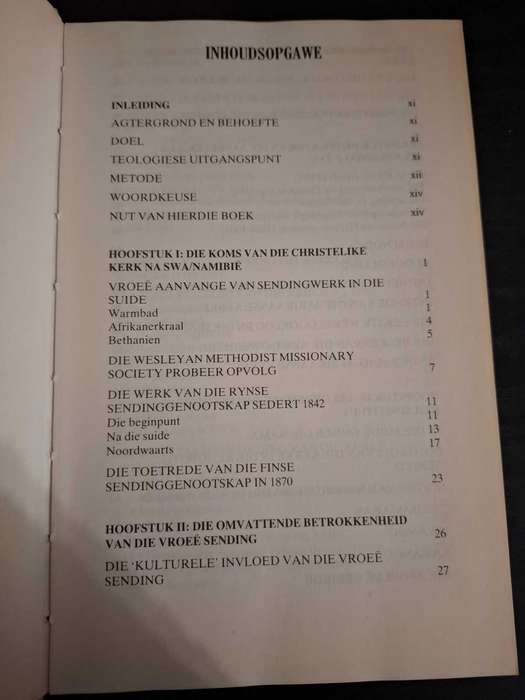 INHOUDSOPGAWE
INLEIDING xi
AGTERGROND EN BEHOEFTE xi
DOEL xi
TEOLOGIESE UITGANGSPUNT xi
METODE xii
WOORDKEUSE xiv
NUT VAN HIERDIE BOEK xiv
HOOFSTUK I: DIE KOMS VAN DIE CHRISTELIKE
KERK NA SWA/NAMIBIË 1
VROEË AANVANGE VAN SENDINGWERK IN DIE
SUIDE 1
Warmbad 1
Afrikanerkraal 4
Bethanien 5
DIE WESLEYAN METHODIST MISSIONARY
SOCIETY PROBEER OPVOLG 7
DIE WERK VAN DIE RYNSE
SENDINGGENOOTSKAP SEDERT 1842 11
Die beginpunt 11
Na die suide 13
Noordwaarts 17
DIE TOETREDE VAN DIE FINSE
SENDINGGENOOTSKAP IN 1870 23
HOOFSTUK II: DIE OMVATTENDE BETROKKENHEID
VAN DIE VROEË SENDING 26
DIE ‘KULTURELE’ INVLOED VAN DIE VROEË
SENDING 27